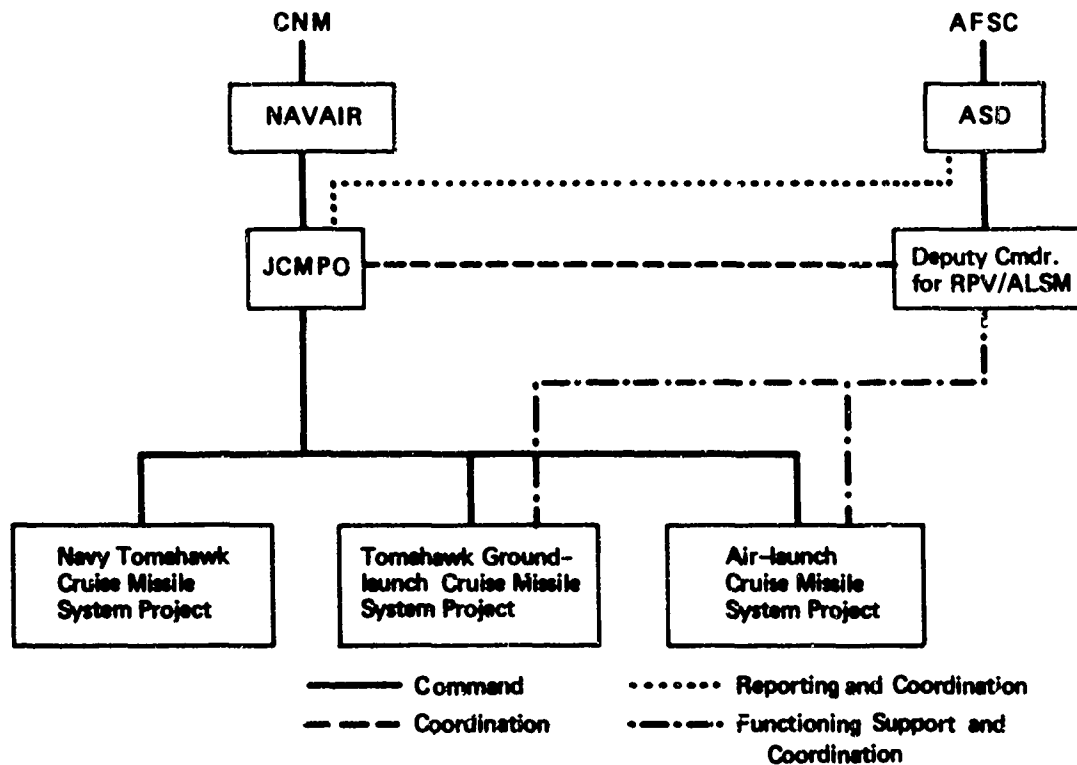 CNM
AFSC
NAVAIR
ASD
JCMPO
Deputy Cmdr.
for RPV/ALSM
Navy Tomahawk
Cruise Missile
System Project
Tomahawk Ground-
launch Cruise Missile
System Project
Air-launch
Cruise Missile
System Project
Command
Reporting and Coordination
Coordination
Functioning Support and
Coordination